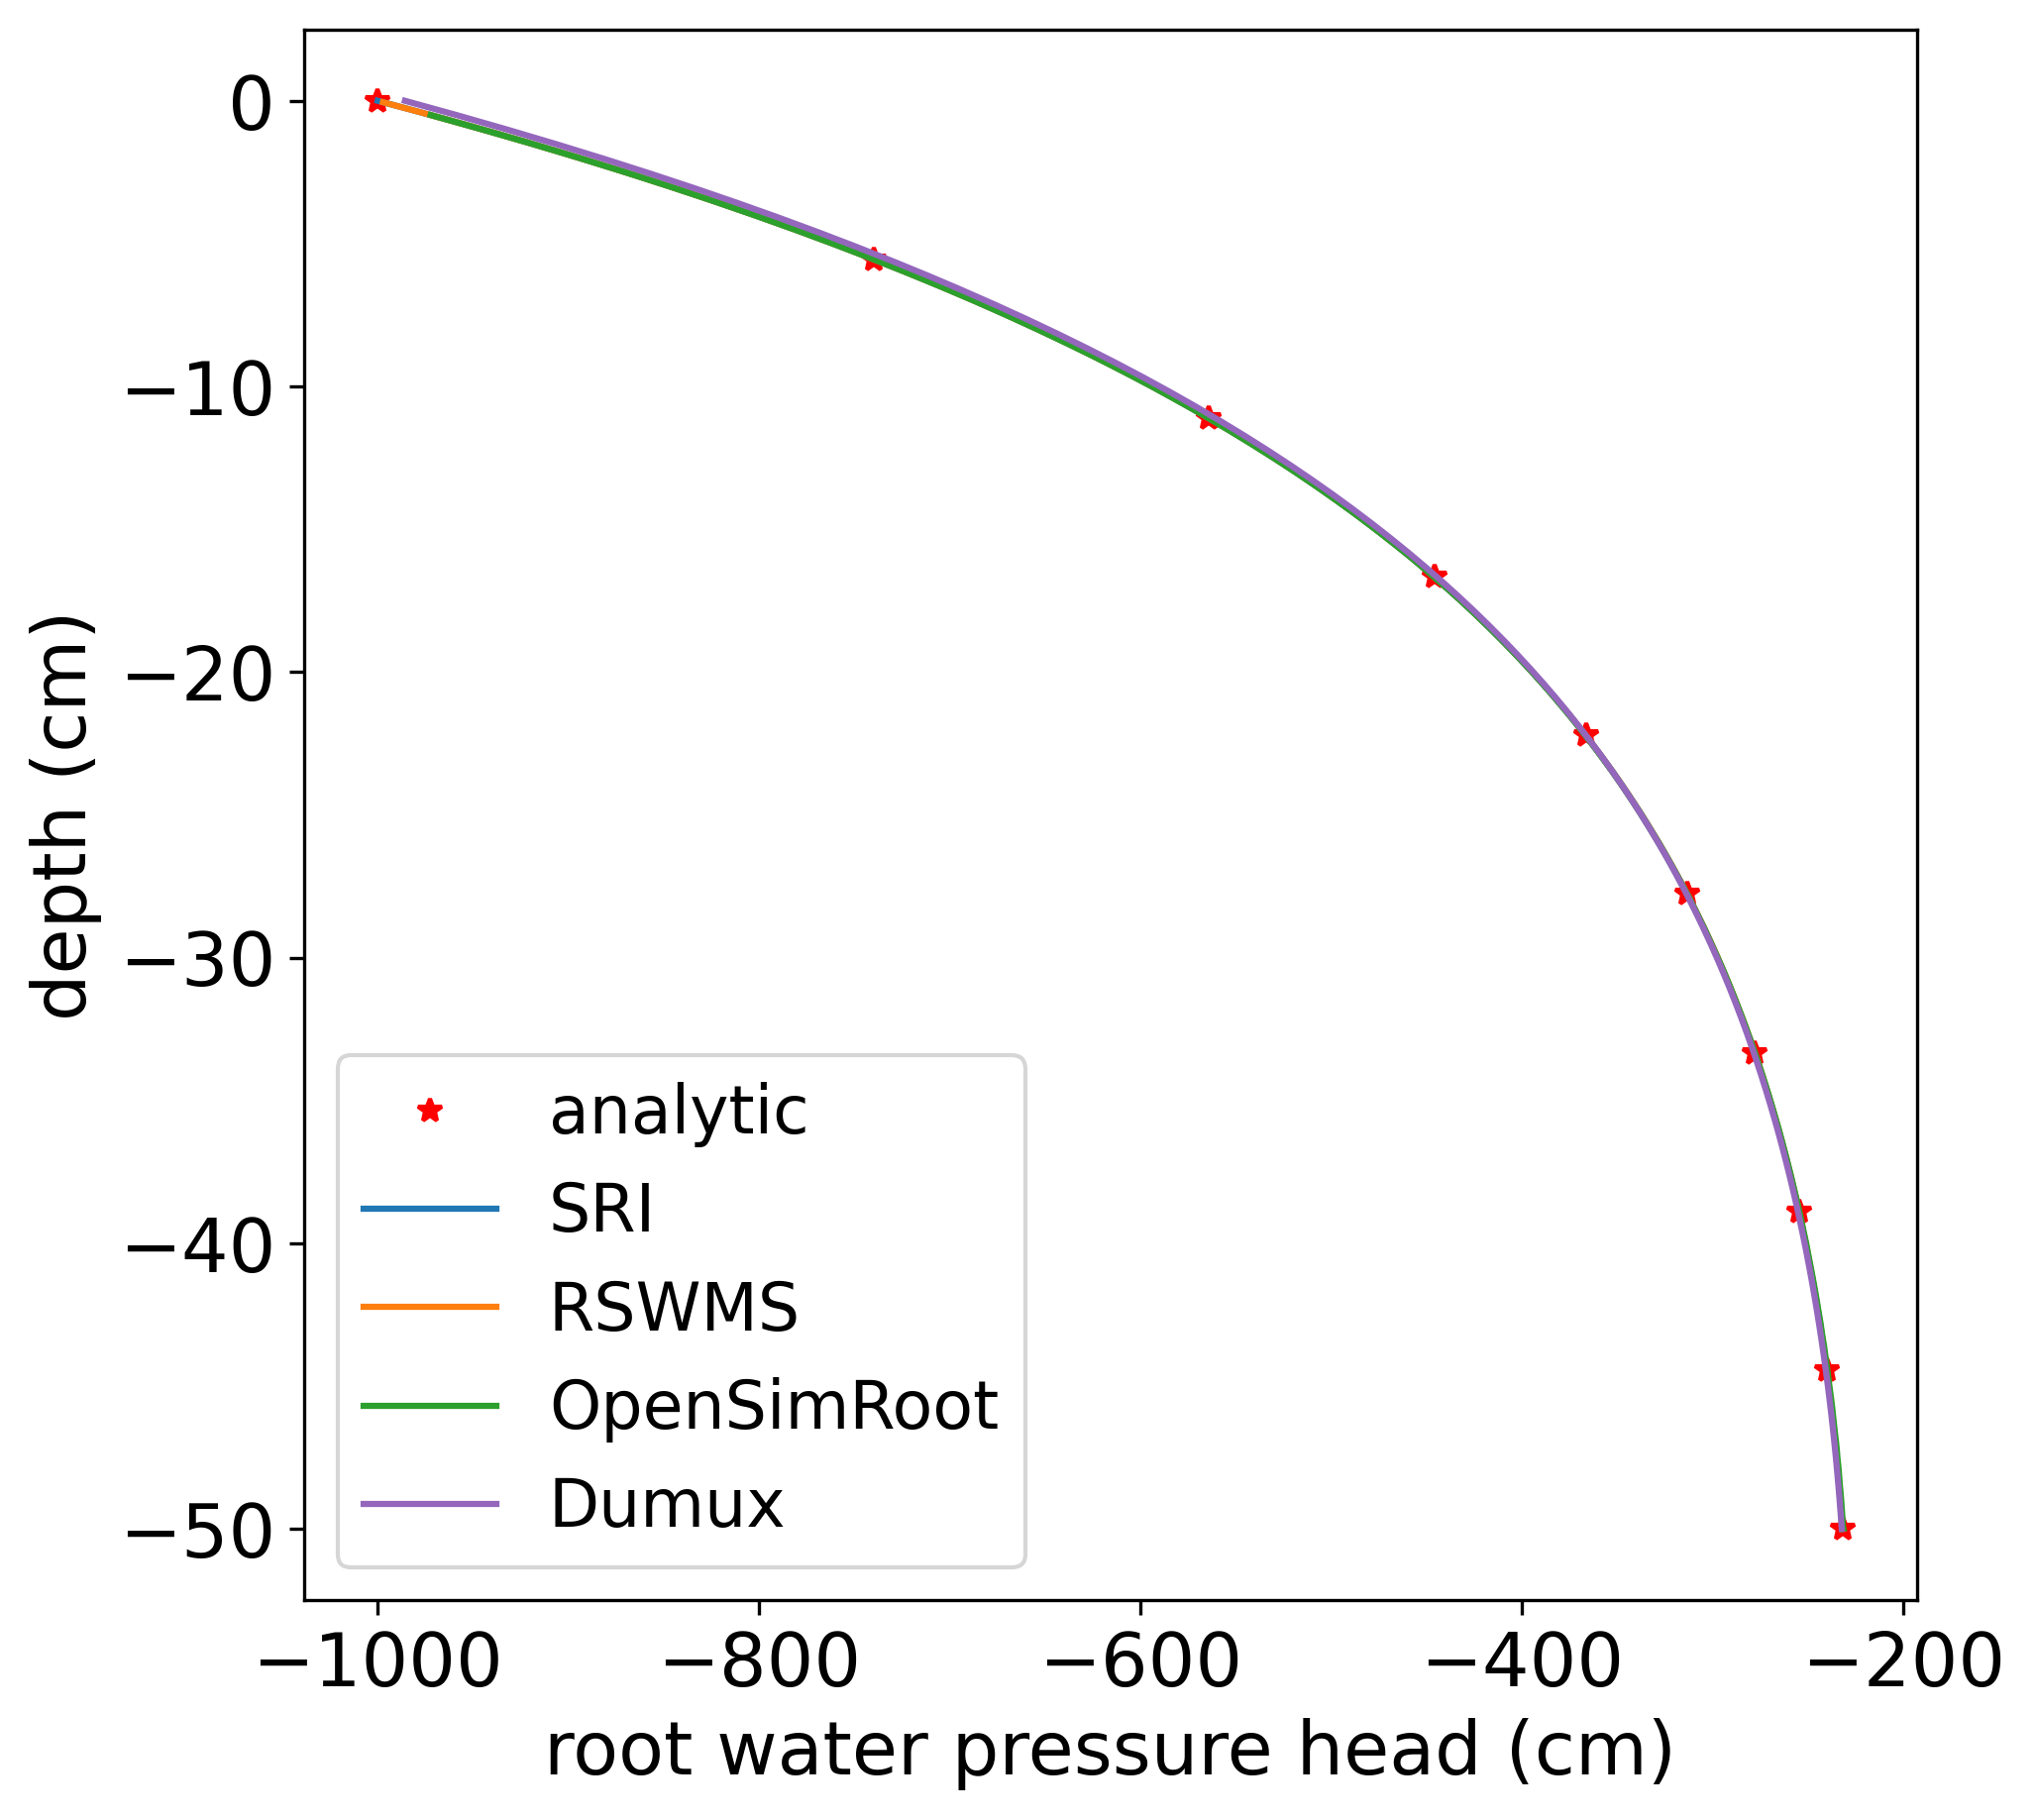 0
−10
−20
−30
−40
−50
depth (cm)
analytic
SRI
RSWMS
OpenSimRoot
Dumux
−1000 −800 −600 −400 −200
root water pressure head (cm)